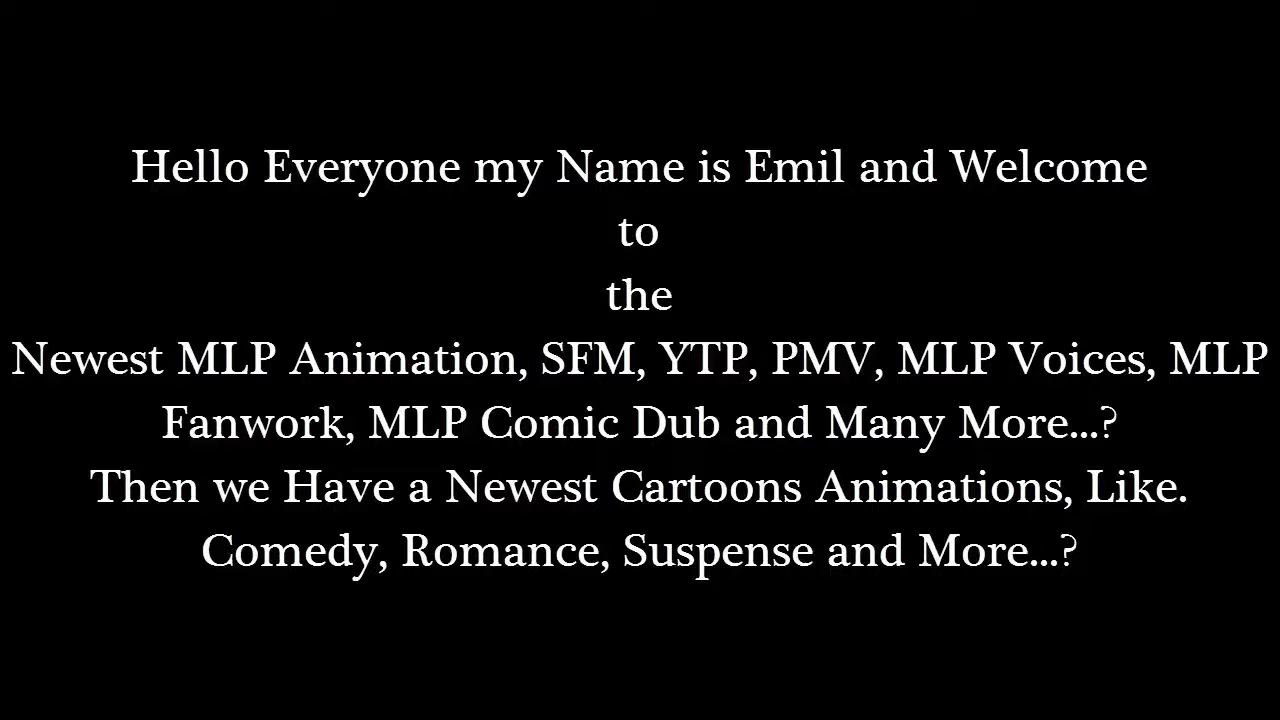 Hello Everyone my Name is Emil and Welcome
to
the
Newest MLP Animation, SFM, YTP, PMV, MLP Voices, MLP
Fanwork, MLP Comic Dub and Many More...?
Then we Have a Newest Cartoons Animations, Like.
Comedy, Romance, Suspense and More...?